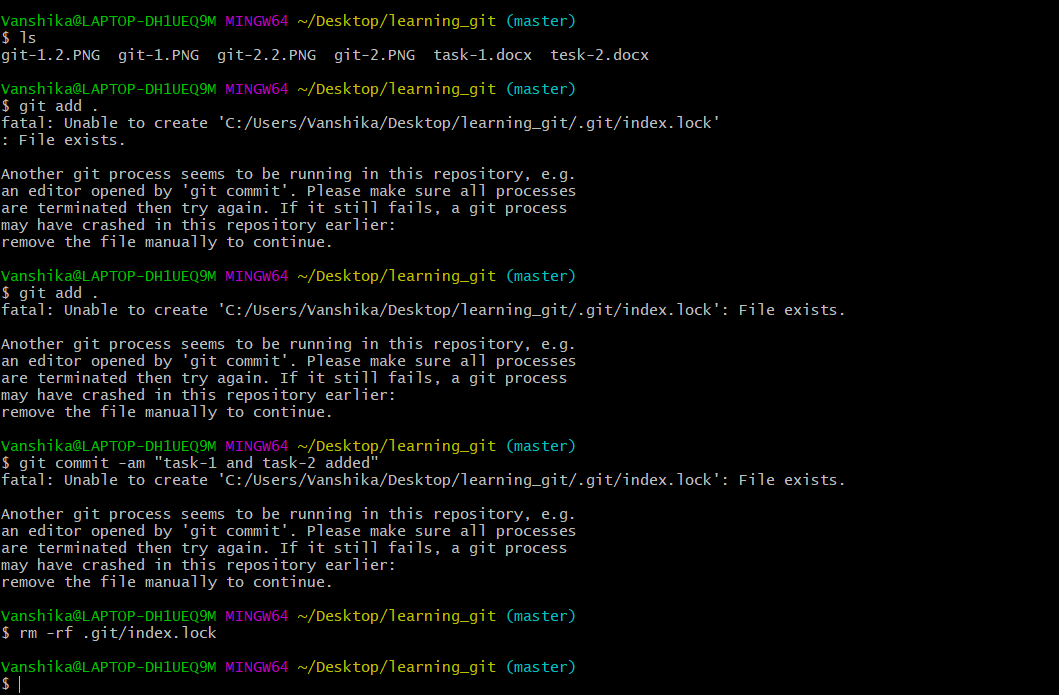 Vanshika@LAPTOP-DH1UEQ9M MINGW64 ~/Desktop/learning_git (master)
$ ls
git-1.2.PNG  git-1.PNG  git-2.2.PNG  git-2.PNG  task-1.docx  tesk-2.docx

Vanshika@LAPTOP-DH1UEQ9M MINGW64 ~/Desktop/learning_git (master)
$ git add .
fatal: Unable to create 'C:/Users/Vanshika/Desktop/learning_git/.git/index.lock'
: File exists.

Another git process seems to be running in this repository, e.g.
an editor opened by 'git commit'. Please make sure all processes
are terminated then try again. If it still fails, a git process
may have crashed in this repository earlier:
remove the file manually to continue.

Vanshika@LAPTOP-DH1UEQ9M MINGW64 ~/Desktop/learning_git (master)
$ git add .
fatal: Unable to create 'C:/Users/Vanshika/Desktop/learning_git/.git/index.lock': File exists.

Another git process seems to be running in this repository, e.g.
an editor opened by 'git commit'. Please make sure all processes
are terminated then try again. If it still fails, a git process
may have crashed in this repository earlier:
remove the file manually to continue.

Vanshika@LAPTOP-DH1UEQ9M MINGW64 ~/Desktop/learning_git (master)
$ git commit -am "task-1 and task-2 added"
fatal: Unable to create 'C:/Users/Vanshika/Desktop/learning_git/.git/index.lock': File exists.

Another git process seems to be running in this repository, e.g.
an editor opened by 'git commit'. Please make sure all processes
are terminated then try again. If it still fails, a git process
may have crashed in this repository earlier:
remove the file manually to continue.

Vanshika@LAPTOP-DH1UEQ9M MINGW64 ~/Desktop/learning_git (master)
$ rm -rf .git/index.lock

Vanshika@LAPTOP-DH1UEQ9M MINGW64 ~/Desktop/learning_git (master)
$